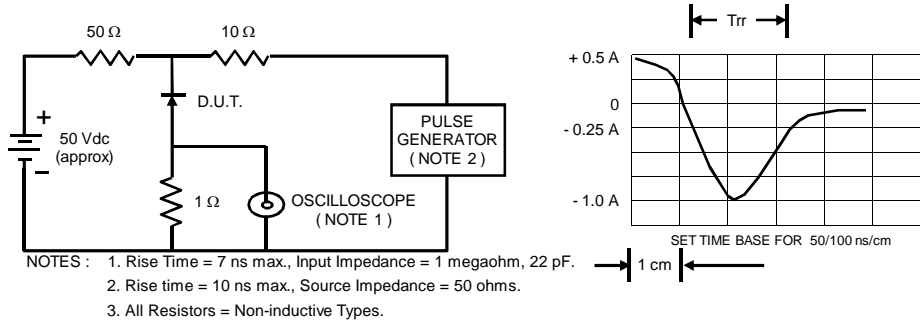 50 Ω
10 Ω
+
50 Vdc
(approx)
−
D.U.T.
1 Ω
OSCILLOSCOPE
( NOTE 1 )
PULSE
GENERATOR
( NOTE 2 )
Trr
+ 0.5 A
0
- 0.25 A
- 1.0 A
SET TIME BASE FOR 50/100 ns/cm
1 cm
NOTES : 1. Rise Time = 7 ns max., Input Impedance = 1 megaohm, 22 pF.
2. Rise time = 10 ns max., Source Impedance = 50 ohms.
3. All Resistors = Non-inductive Types.